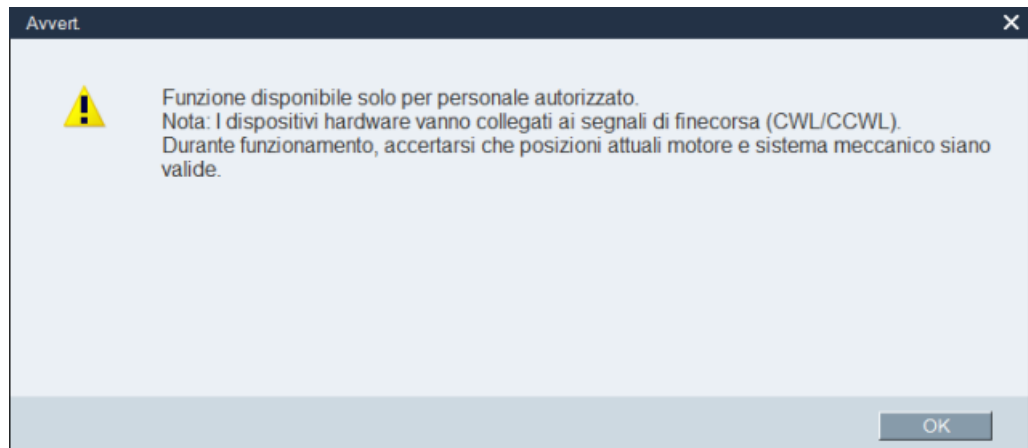 Avvert.
Funzione disponibile solo per personale autorizzato.
Nota: I dispositivi hardware vanno collegati ai segnali di finecorsa (CWL/CCWL).
Durante funzionamento, accertarsi che posizioni attuali motore e sistema meccanico siano
valide.
OK